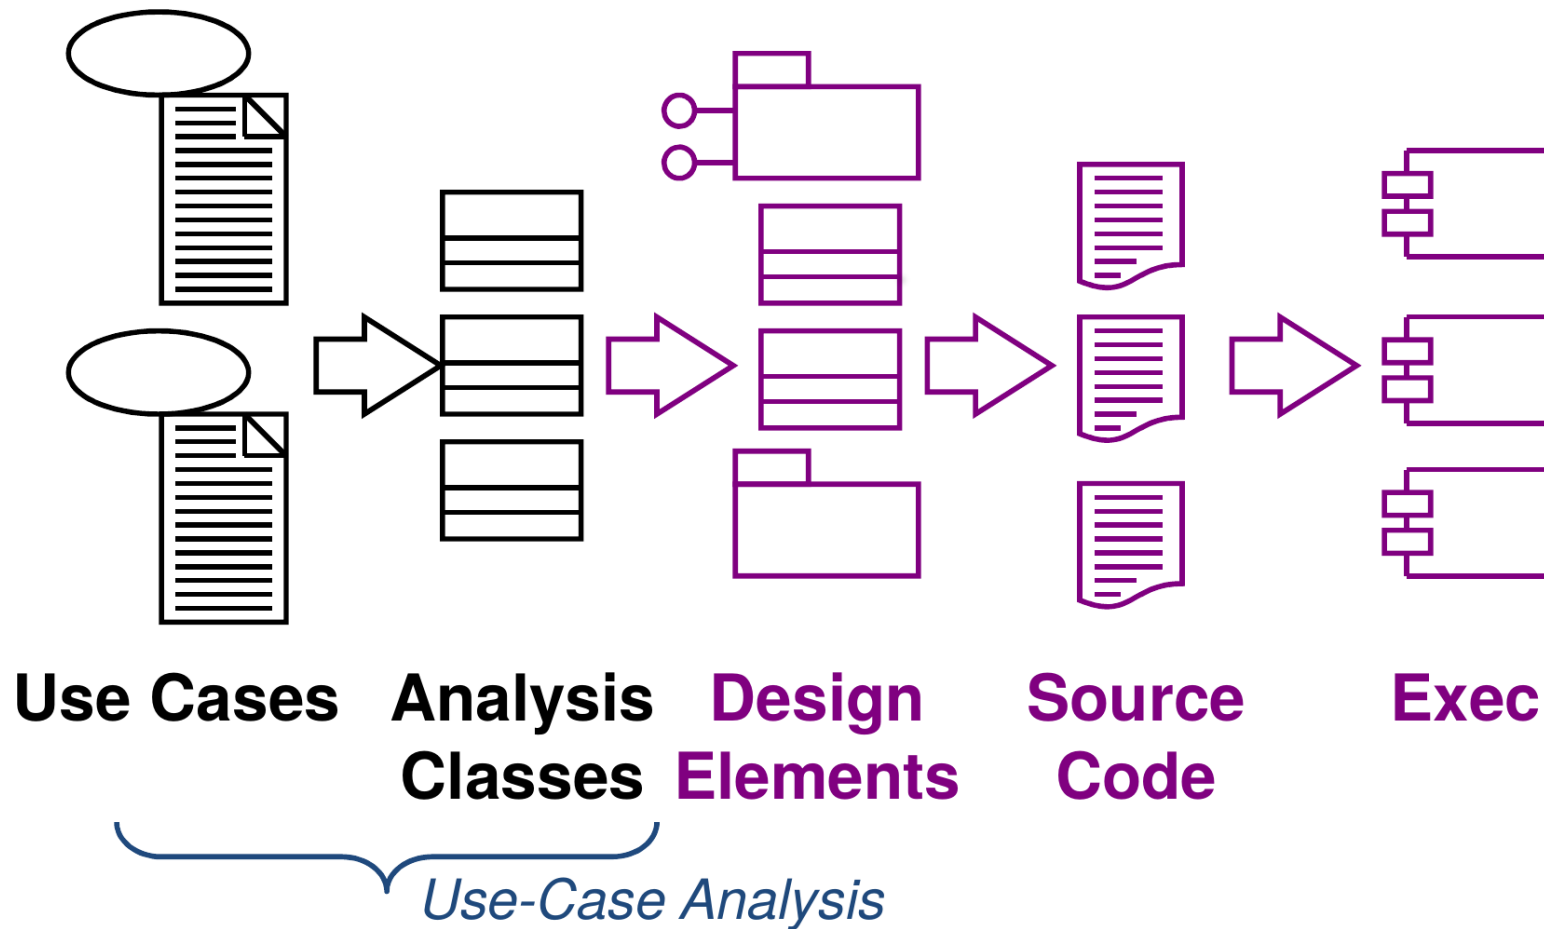 Use Cases
Analysis
Classes
Design
Elements
Source
Code
Exec
Use-Case Analysis